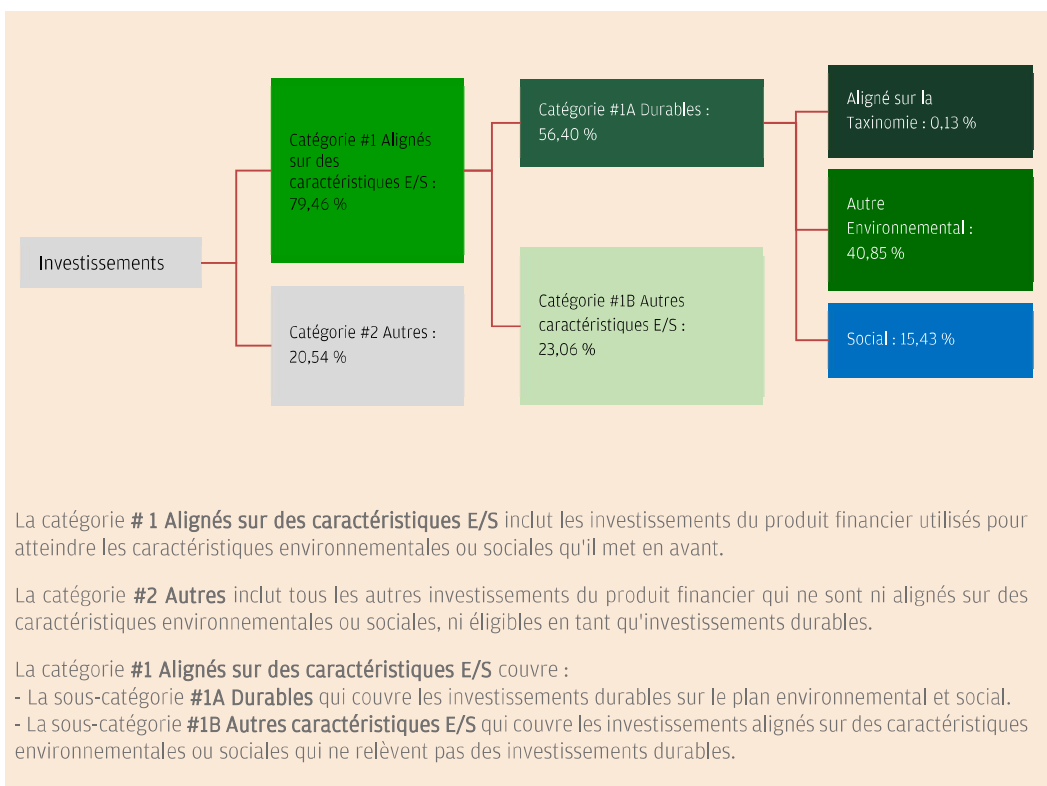 Investissements
Catégorie #1 Alignés
sur des
caractéristiques E/S :
79,46 %
Catégorie #2 Autres :
20,54 %
Catégorie #1A Durables :
56,40 %
Catégorie #1B Autres
caractéristiques E/S :
23,06 %
Aligné sur la
Taxinomie : 0,13 %
Autre
Environnemental :
40,85 %
Social : 15,43 %
La catégorie # 1 Alignés sur des caractéristiques E/S inclut les investissements du produit financier utilisés pour
atteindre les caractéristiques environnementales ou sociales qu'il met en avant.
La catégorie #2 Autres inclut tous les autres investissements du produit financier qui ne sont ni alignés sur des
caractéristiques environnementales ou sociales, ni éligibles en tant qu'investissements durables.
La catégorie #1 Alignés sur des caractéristiques E/S couvre :
- La sous-catégorie #1A Durables qui couvre les investissements durables sur le plan environnemental et social.
- La sous-catégorie #1B Autres caractéristiques E/S qui couvre les investissements alignés sur des caractéristiques
environnementales ou sociales qui ne relèvent pas des investissements durables.